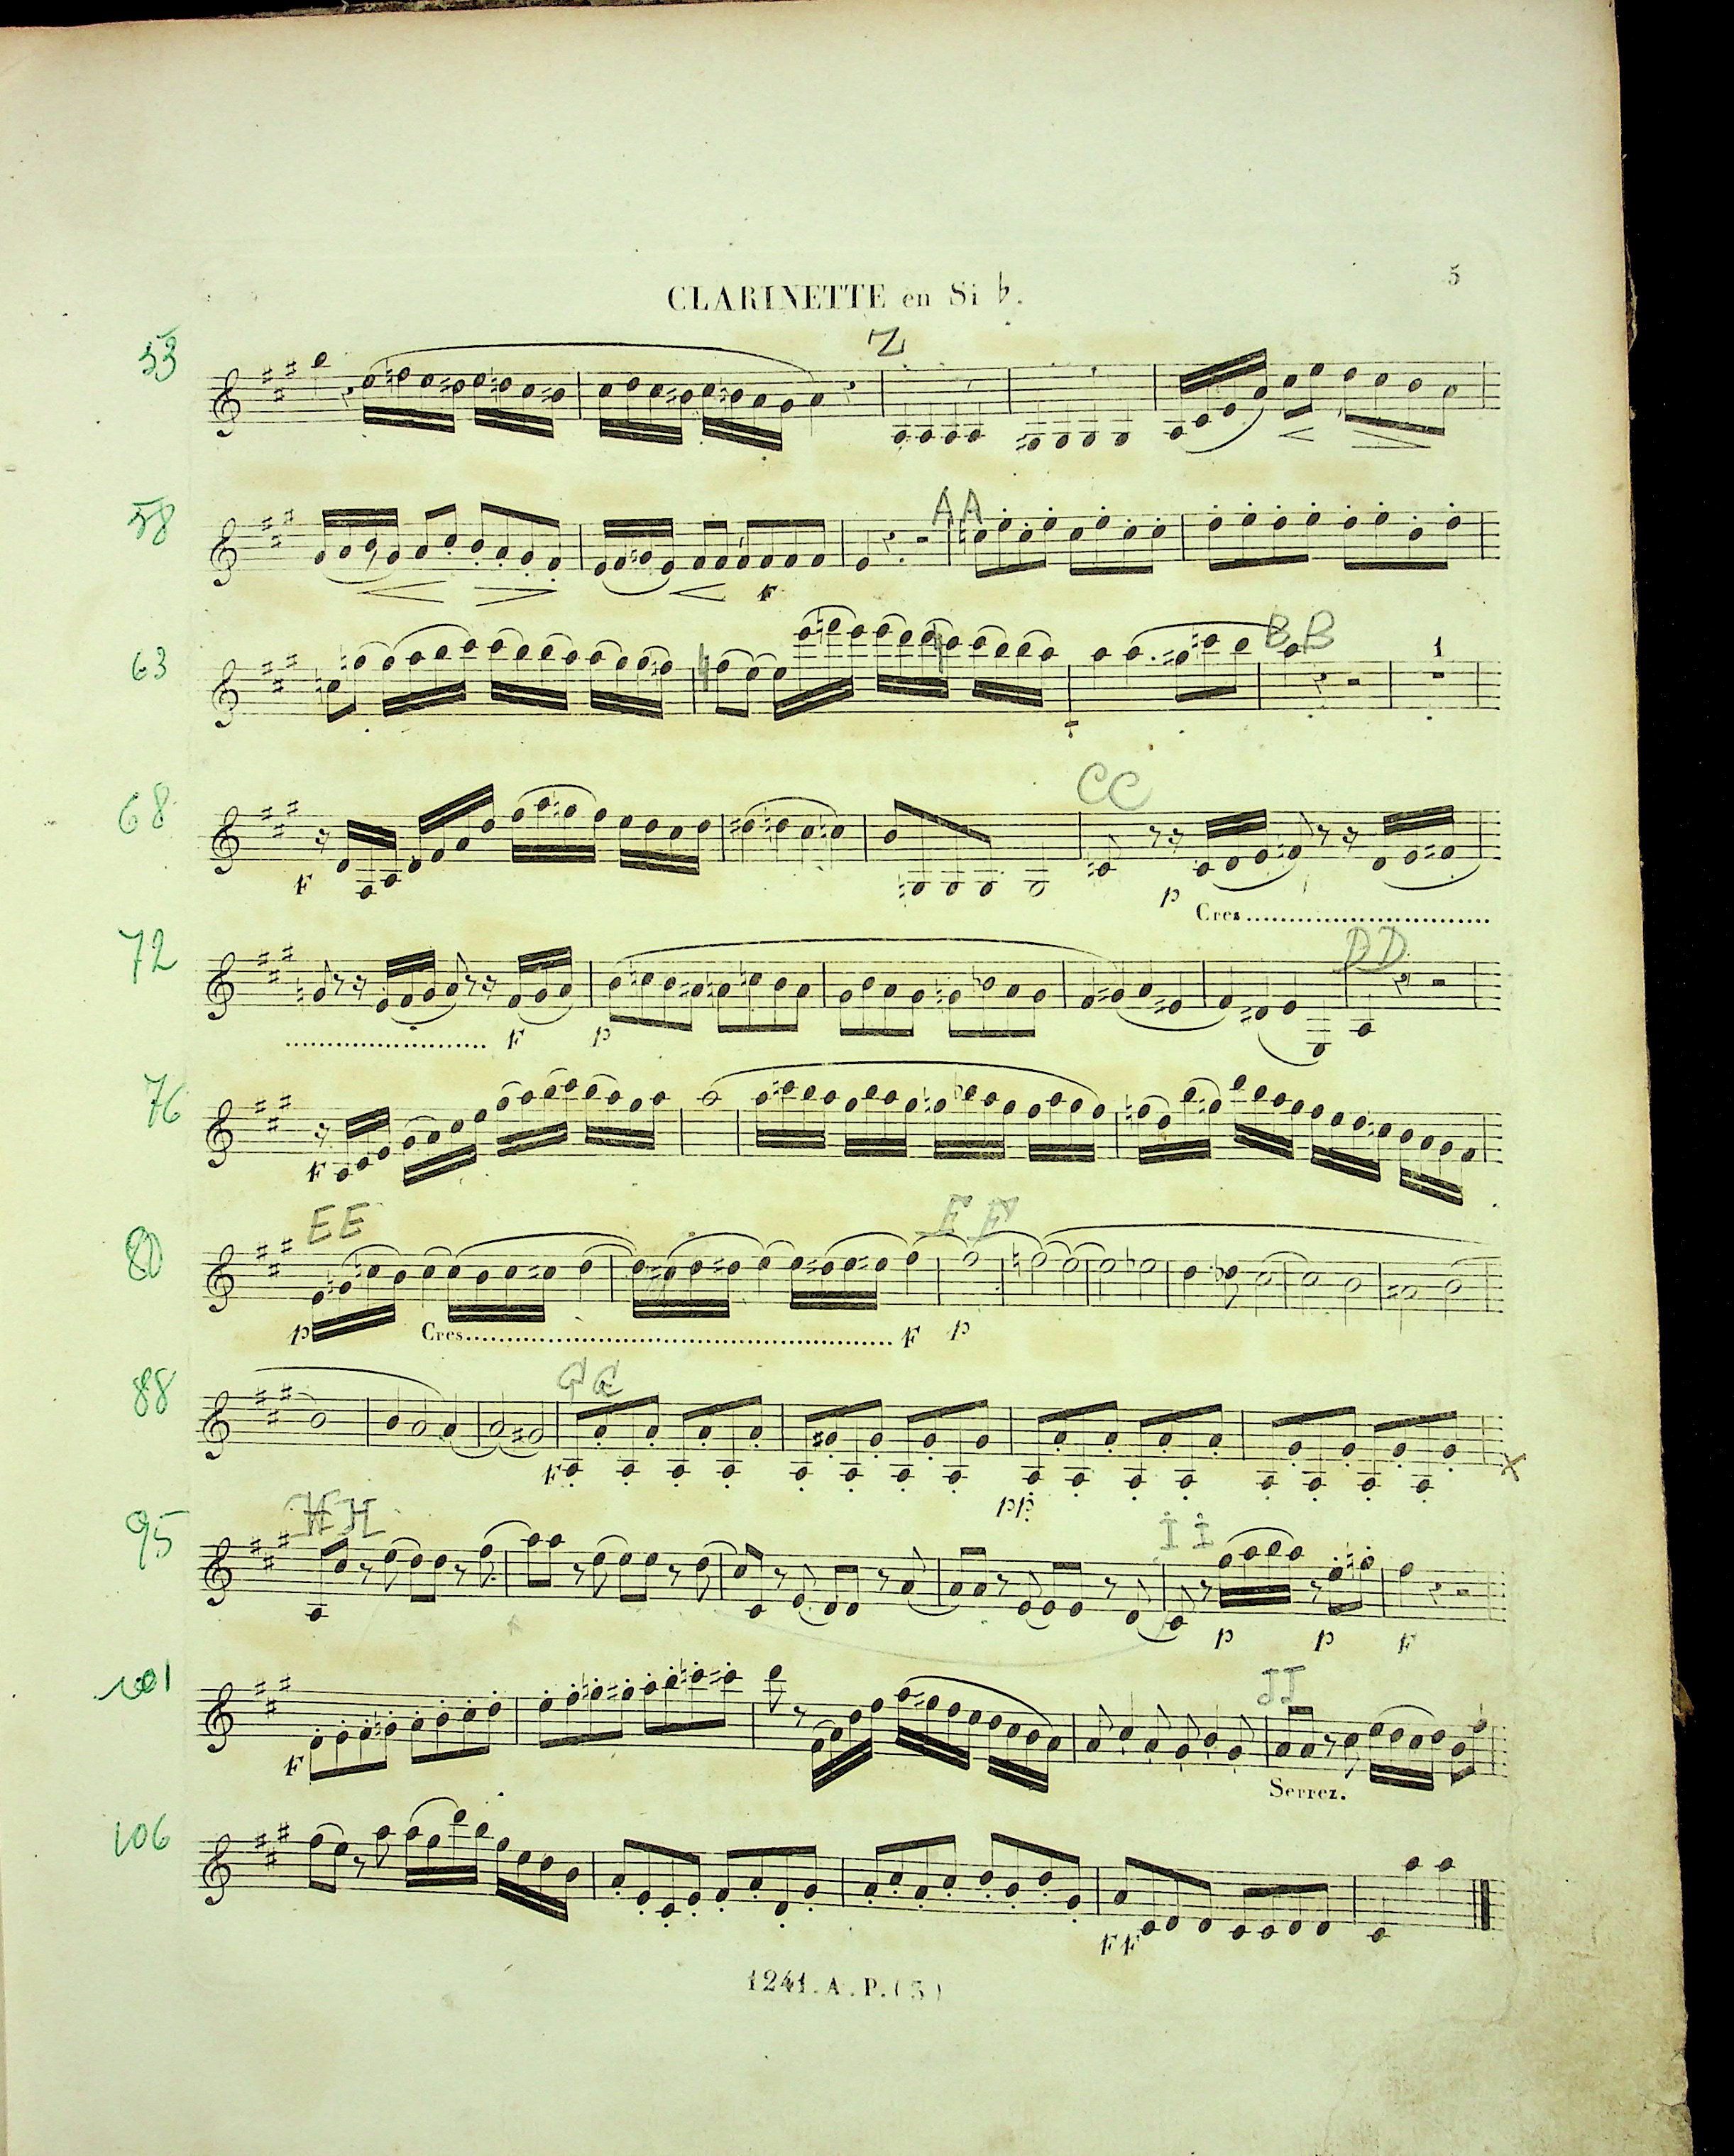 5
CLARINETTE en Si ♭.
Z
53
58
AA
F
63
BB
1
68
CC
F
p
Cres
72
DD
F
p
76
F
80
EE
FF
p
Cres
F
p
88
GG
F
pp
95
HH
II
p
p
F
101
JJ
F
Serrez.
106
FF
1241. A. P. (3)